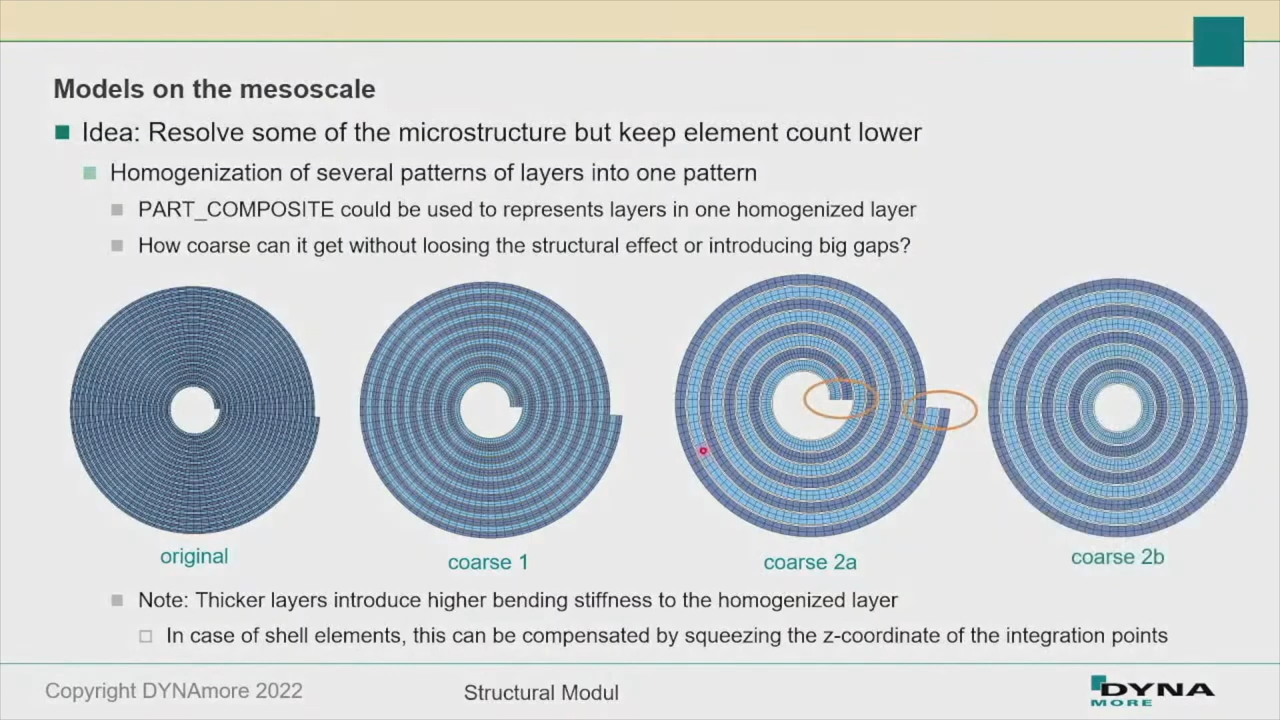 Models on the mesoscale
Idea: Resolve some of the microstructure but keep element count lower
Homogenization of several patterns of layers into one pattern
PART_COMPOSITE could be used to represents layers in one homogenized layer
How coarse can it get without loosing the structural effect or introducing big gaps?
original
coarse 1
coarse 2a
coarse 2b
Note: Thicker layers introduce higher bending stiffness to the homogenized layer
In case of shell elements, this can be compensated by squeezing the z-coordinate of the integration points
Copyright DYNAmore 2022
Structural Modul
DYNA
MORE